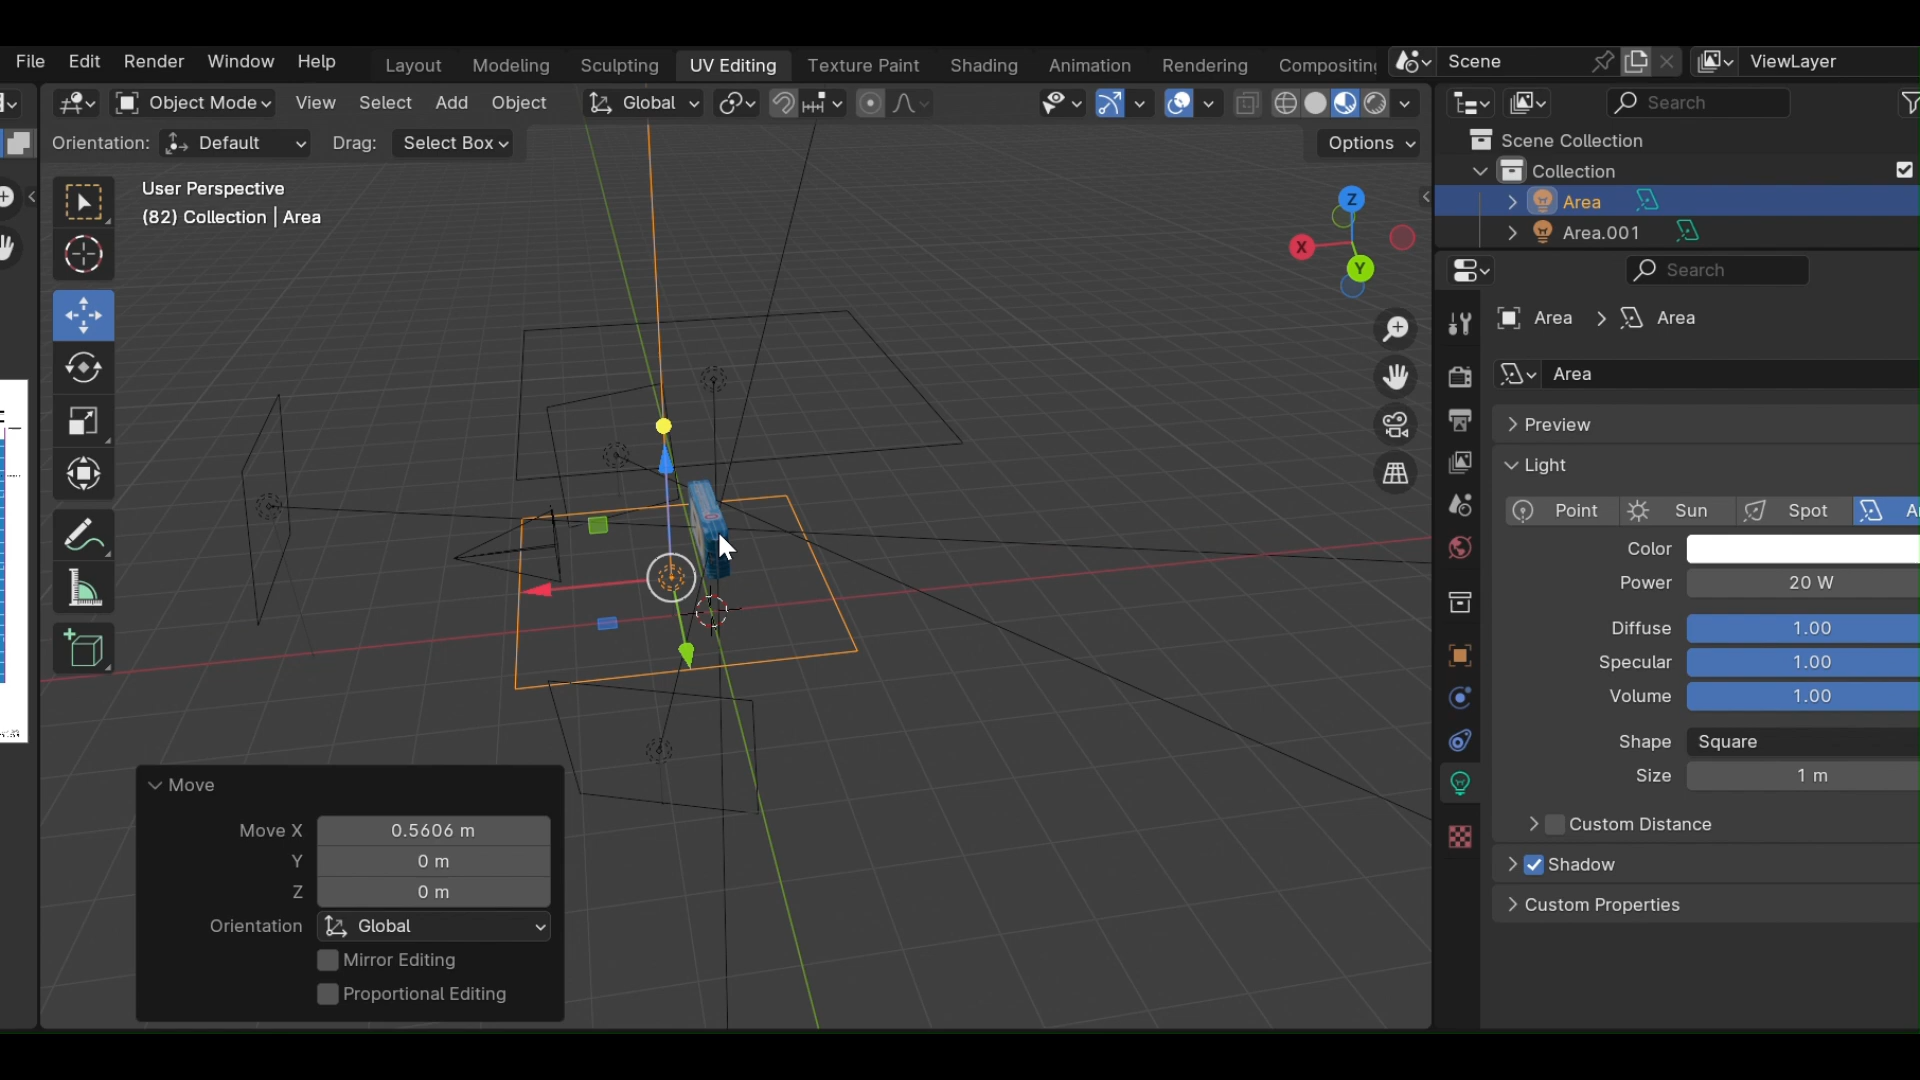 File Edit Render Window Help Layout Modeling Sculpting UV Editing Texture Paint Shading Animation Rendering Compositing Scene ViewLayer
Object Mode View Select Add Object Global Search
Orientation: Default Drag: Select Box Options
Scene Collection
Collection
Area
Area.001
User Perspective
(82) Collection | Area
Z
X
Y
Search
Area > Area
Area
Preview
Light
Point Sun Spot
Color
Power 20 W
Diffuse 1.00
Specular 1.00
Volume 1.00
Shape Square
Size 1 m
Custom Distance
Shadow
Custom Properties
Move
Move X 0.5606 m
Y 0 m
Z 0 m
Orientation Global
Mirror Editing
Proportional Editing